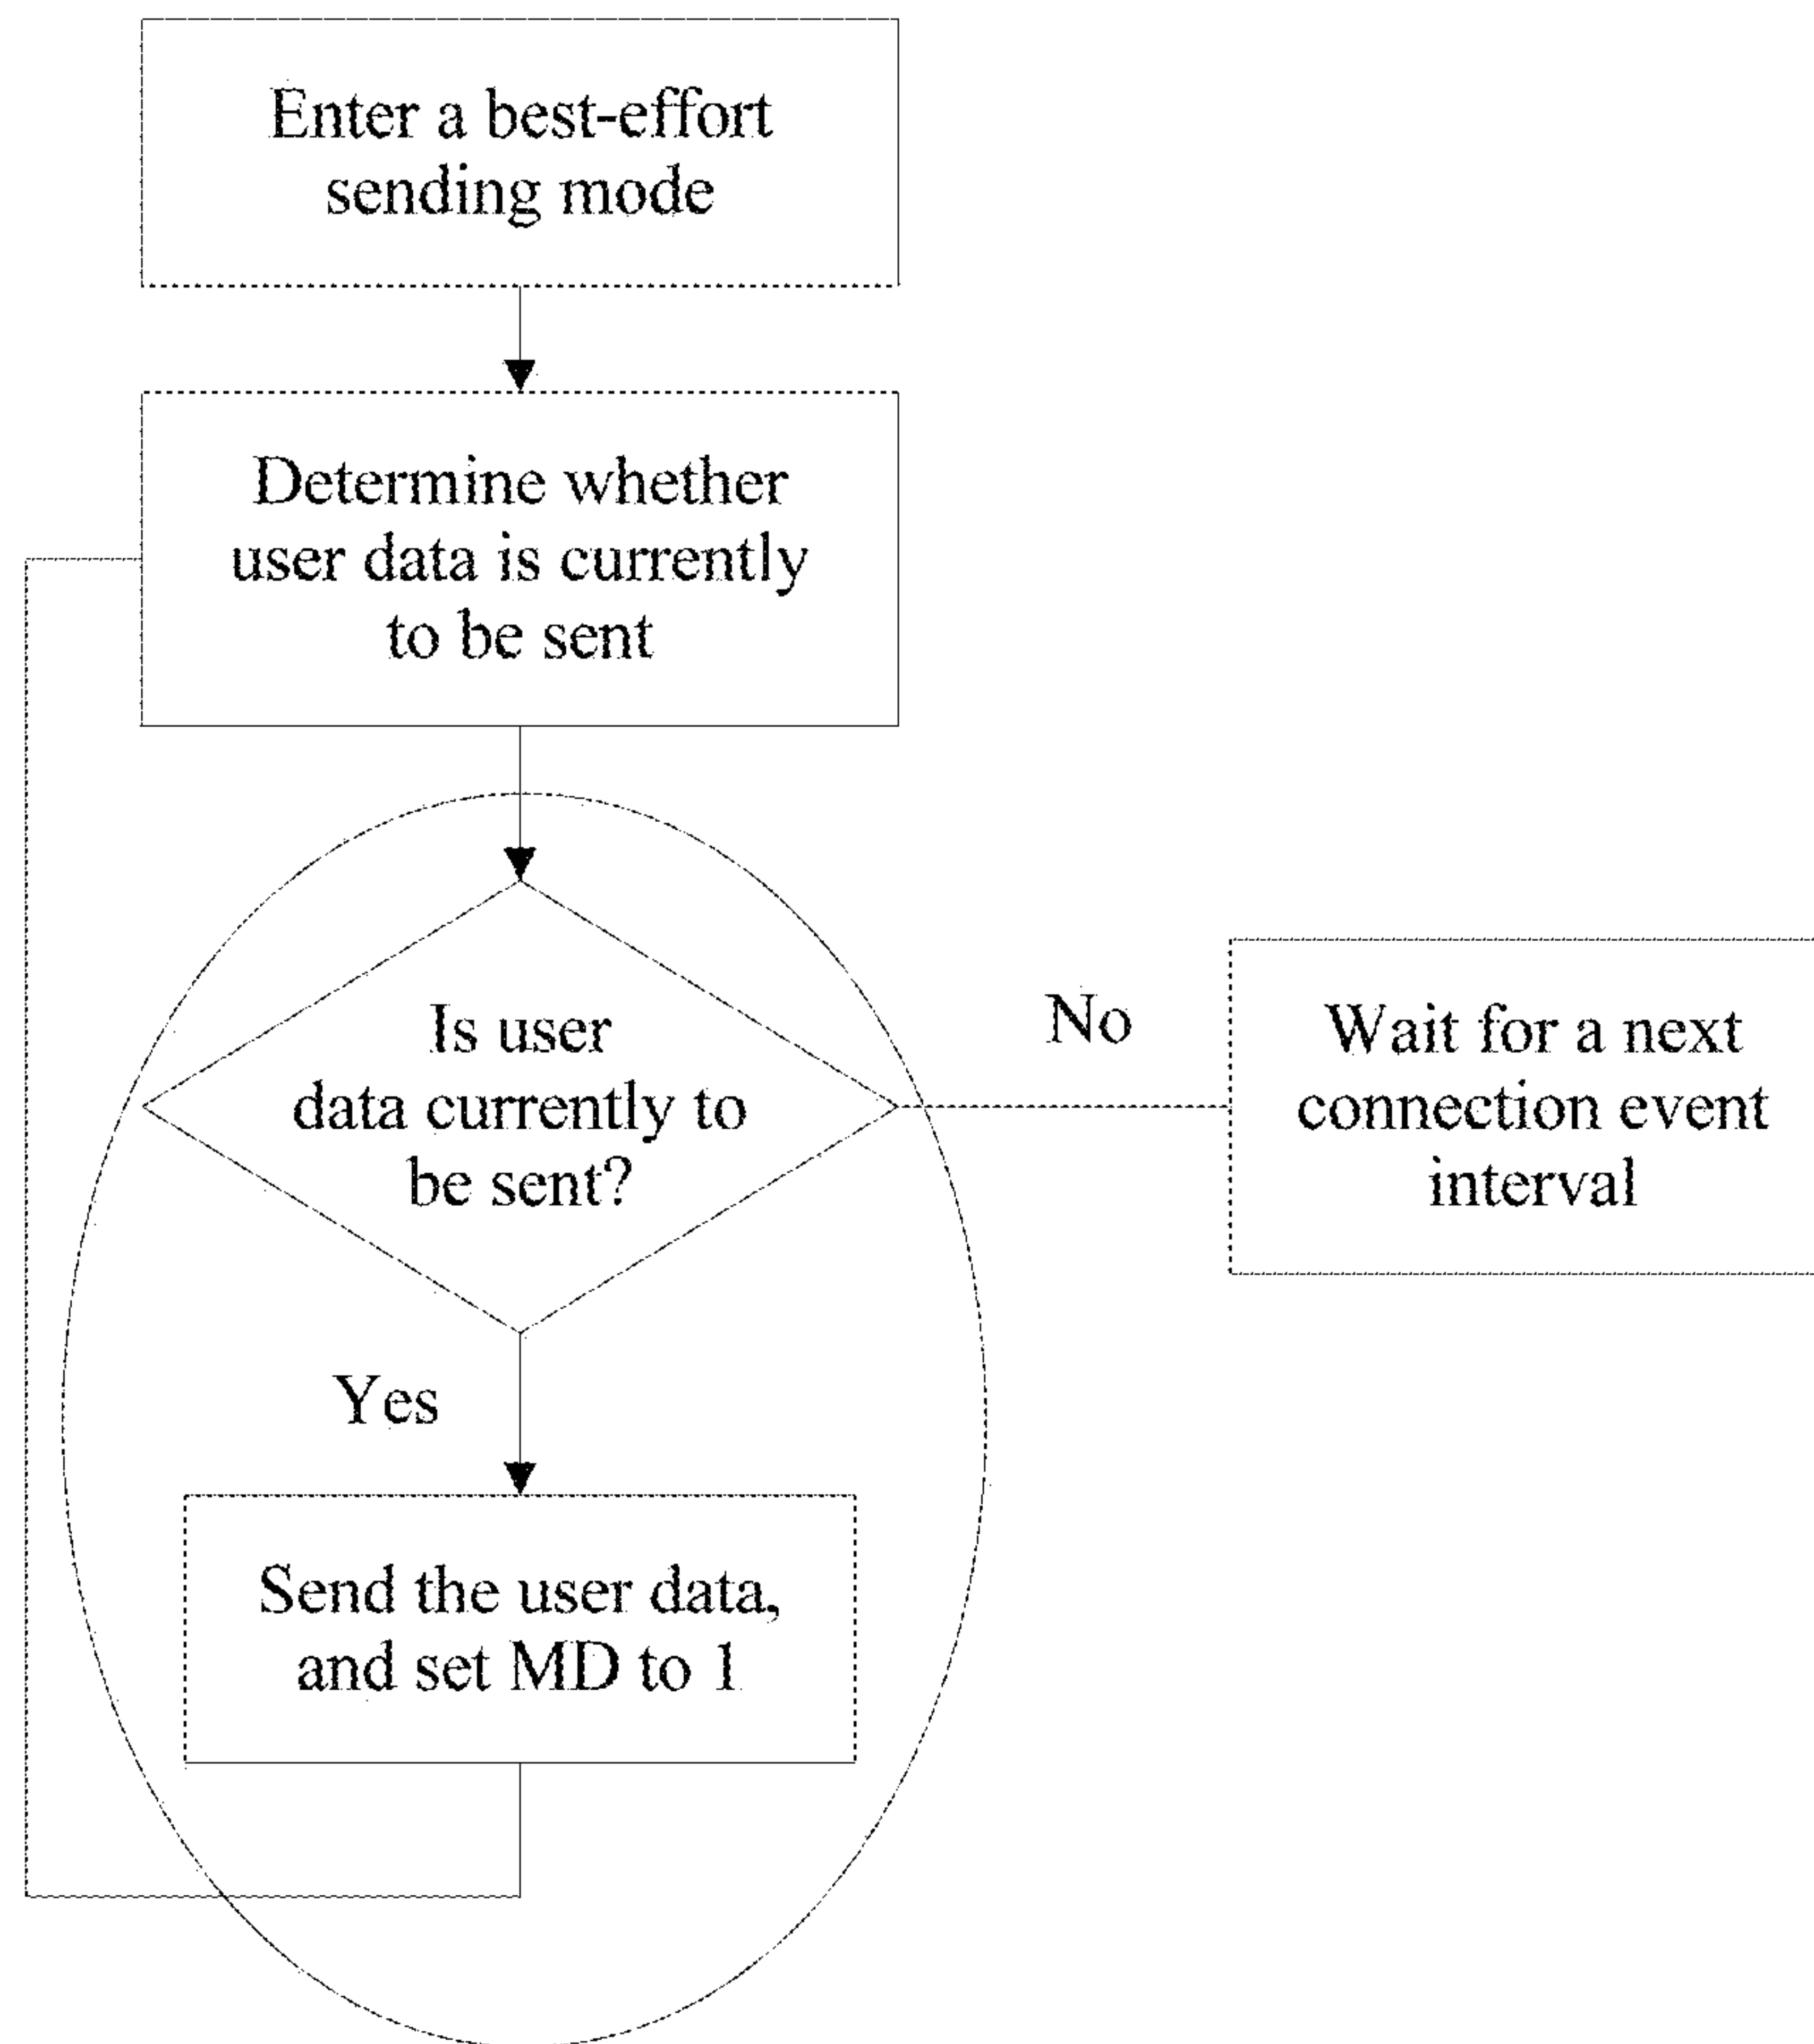 Enter a best-effort
sending mode
Determine whether
user data is currently
to be sent
Is user
data currently to
be sent?
No
Wait for a next
connection event
interval
Yes
Send the user data,
and set MD to 1